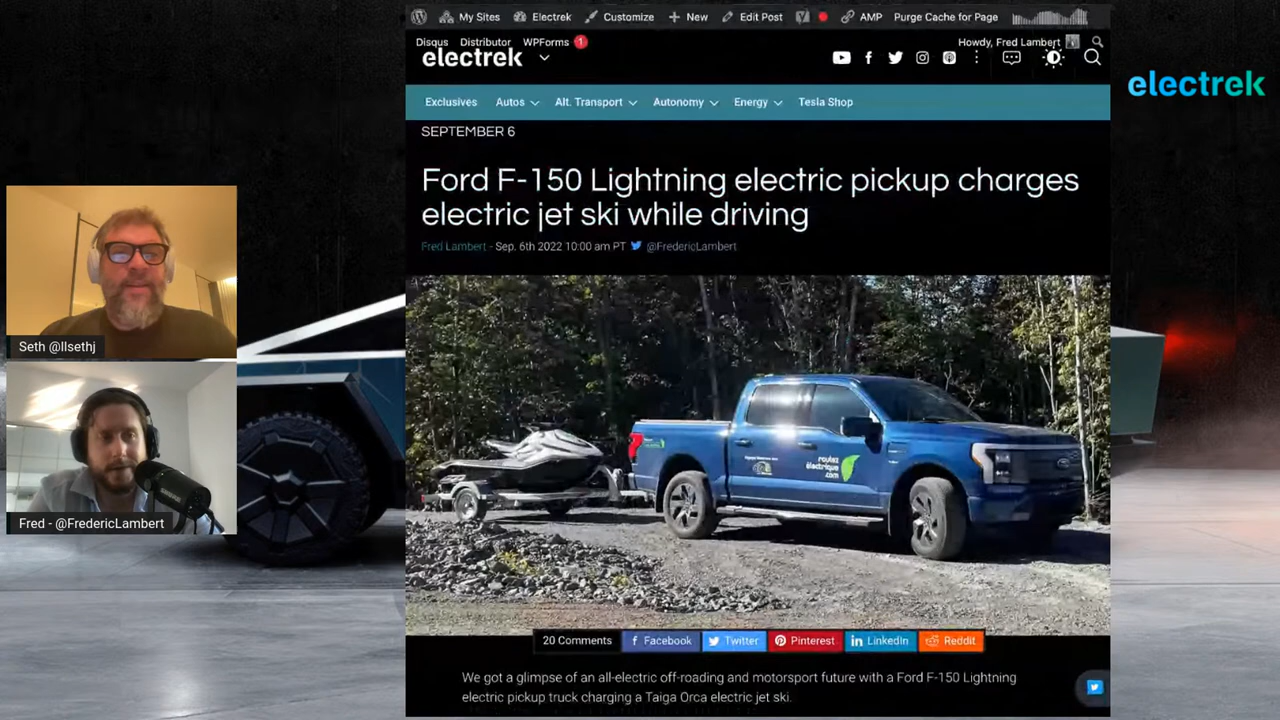 My Sites Electrek Customize New Edit Post AMP Purge Cache for Page
Disqus Distributor WPForms 1 Howdy, Fred Lambert
electrek
electrek
Exclusives Autos Alt. Transport Autonomy Energy Tesla Shop
SEPTEMBER 6
Ford F-150 Lightning electric pickup charges
electric jet ski while driving
Fred Lambert - Sep. 6th 2022 10:00 am PT @FredericLambert
Seth @llsethj
roulez
électrique
.com
Fred - @FredericLambert
20 Comments Facebook Twitter Pinterest LinkedIn Reddit
We got a glimpse of an all-electric off-roading and motorsport future with a Ford F-150 Lightning
electric pickup truck charging a Taiga Orca electric jet ski.